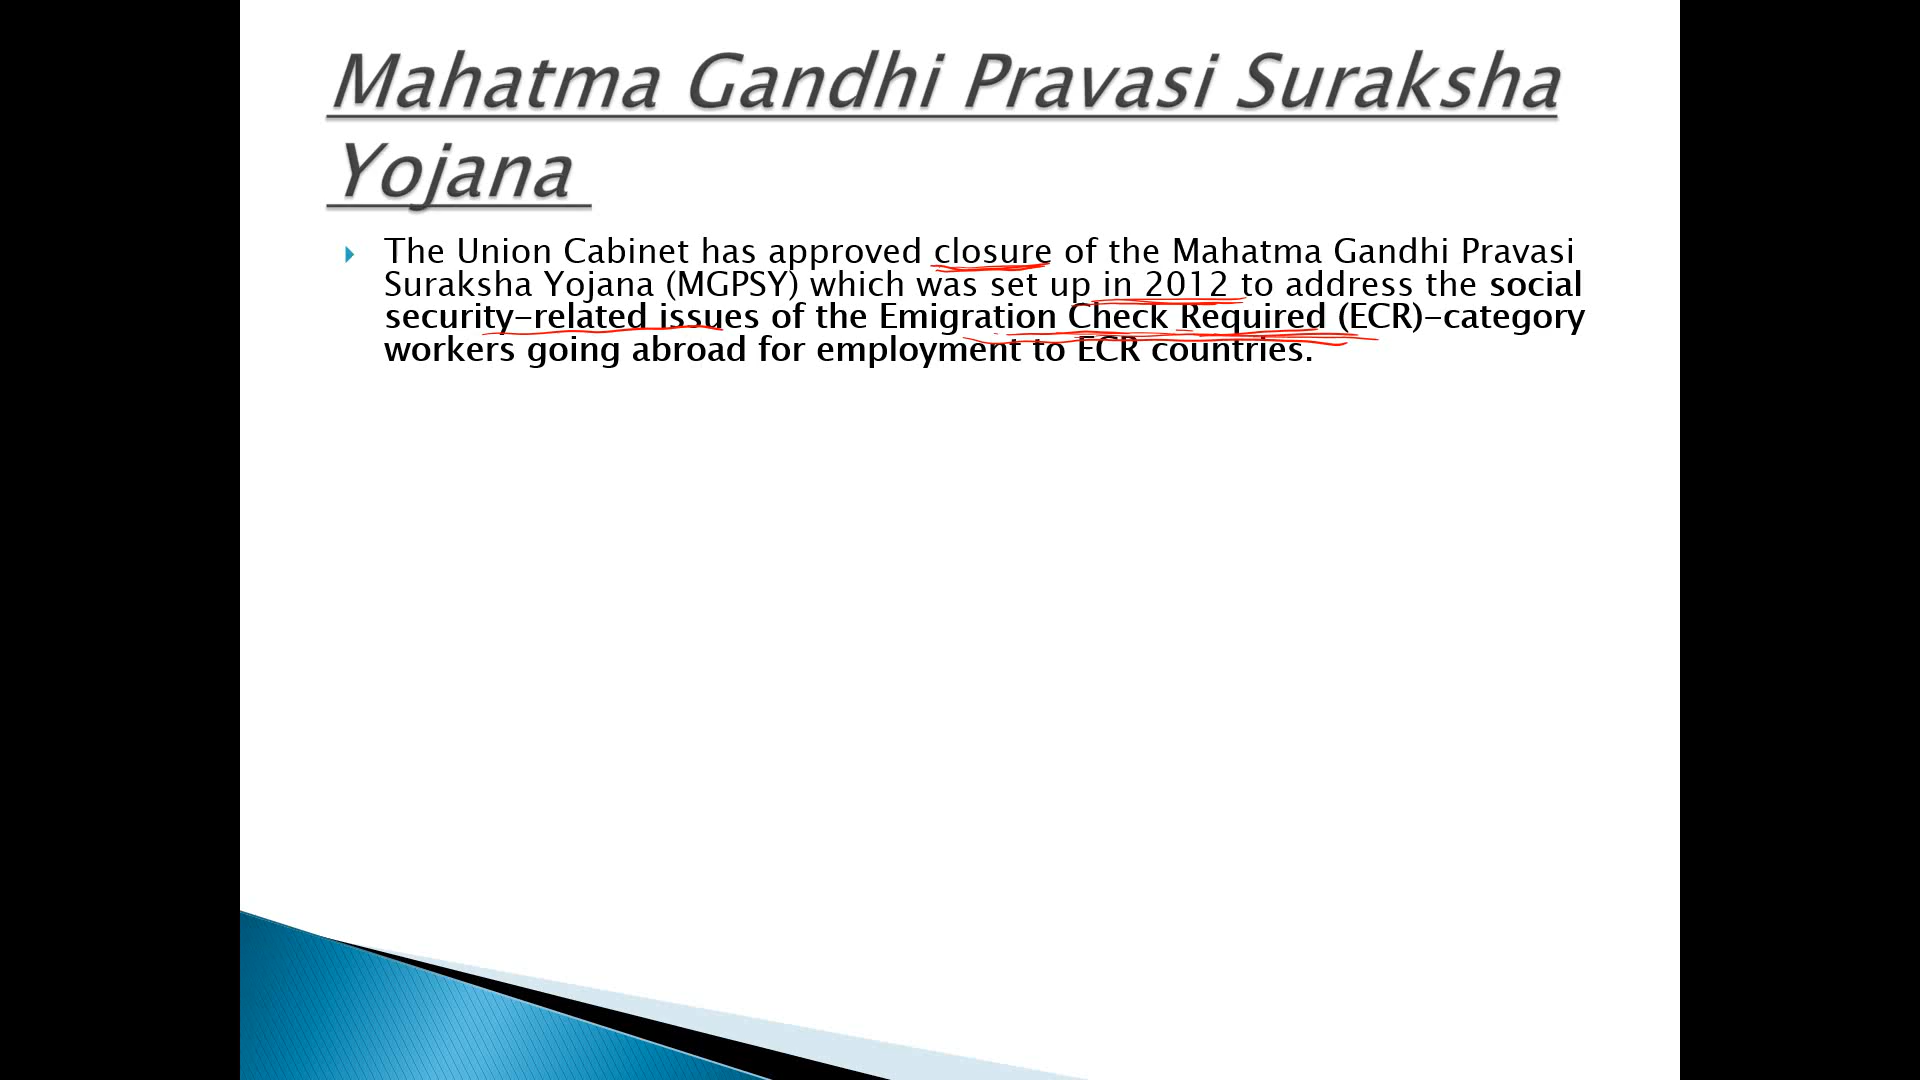 Mahatma Gandhi Pravasi Suraksha
Yojana
The Union Cabinet has approved closure of the Mahatma Gandhi Pravasi
Suraksha Yojana (MGPSY) which was set up in 2012 to address the social
security-related issues of the Emigration Check Required (ECR)-category
workers going abroad for employment to ECR countries.